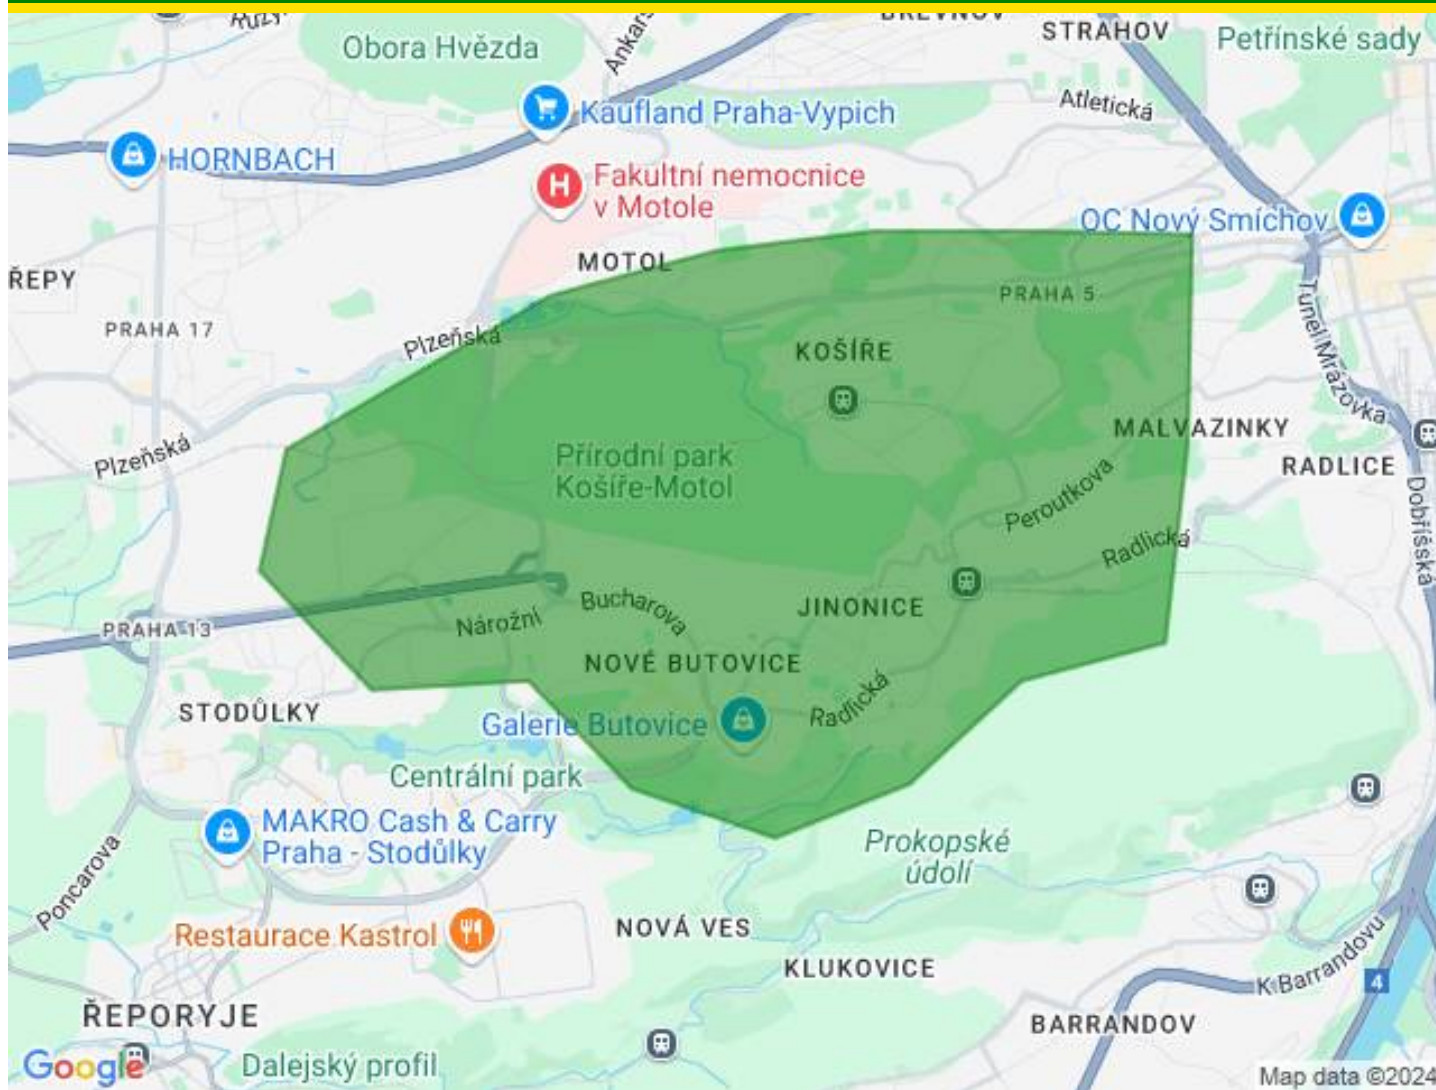 Obora Hvězda
STRAHOV
Petřínské sady
Atletická
Kaufland Praha-Vypich
HORNBACH
Fakultní nemocnice
v Motole
OC Nový Smíchov
MOTOL
ŘEPY
PRAHA 5
PRAHA 17
Plzeňská
Tunel Mrázovka
KOŠÍŘE
MALVAZINKY
Plzeňská
Přírodní park
Košíře-Motol
RADLICE
Peroutkova
Radlická
Dobříšská
Bucharova
JINONICE
Nárožní
PRAHA 13
NOVÉ BUTOVICE
STODŮLKY
Radlická
Galerie Butovice
Centrální park
MAKRO Cash & Carry
Praha - Stodůlky
Prokopské
údolí
Poncarova
Restaurace Kastrol
NOVÁ VES
KLUKOVICE
K Barrandovu
4
ŘEPORYJE
BARRANDOV
Google
Dalejský profil
Map data ©2024